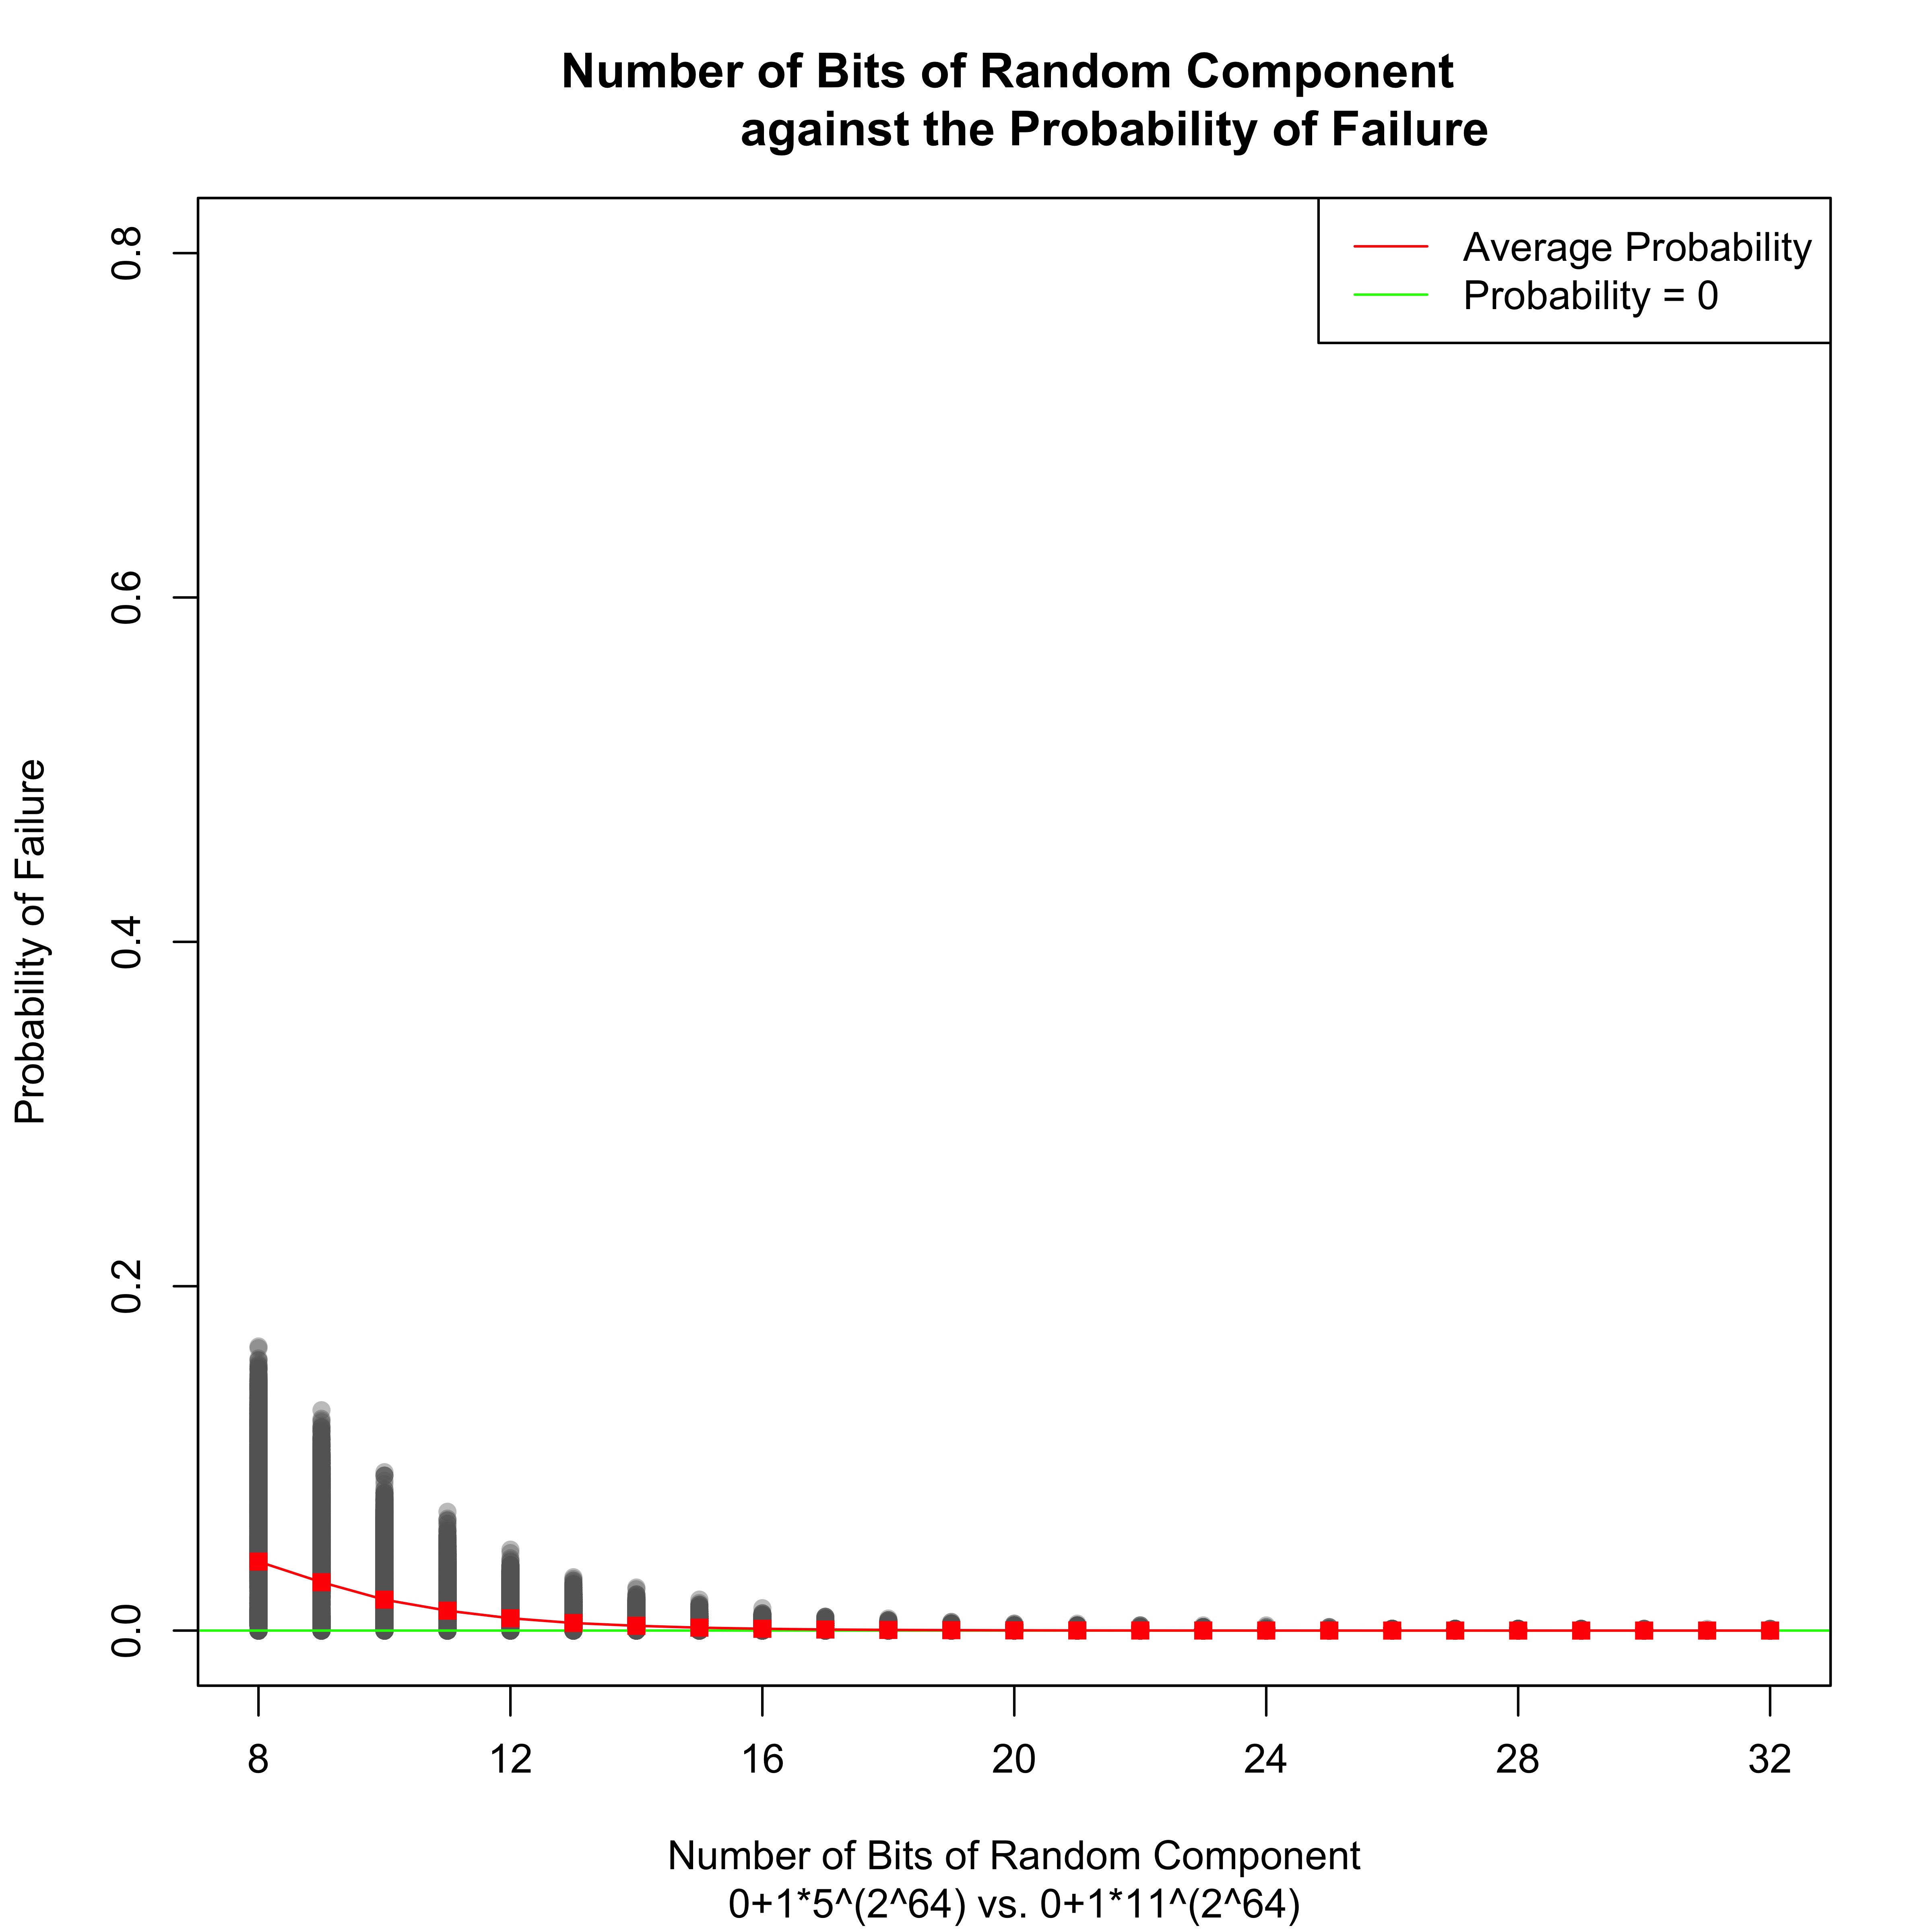 Number of Bits of Random Component
against the Probability of Failure
Average Probability
Probability = 0
Probability of Failure
0.8
0.6
0.4
0.2
0.0
8 12 16 20 24 28 32
Number of Bits of Random Component
0+1*5^(2^64) vs. 0+1*11^(2^64)